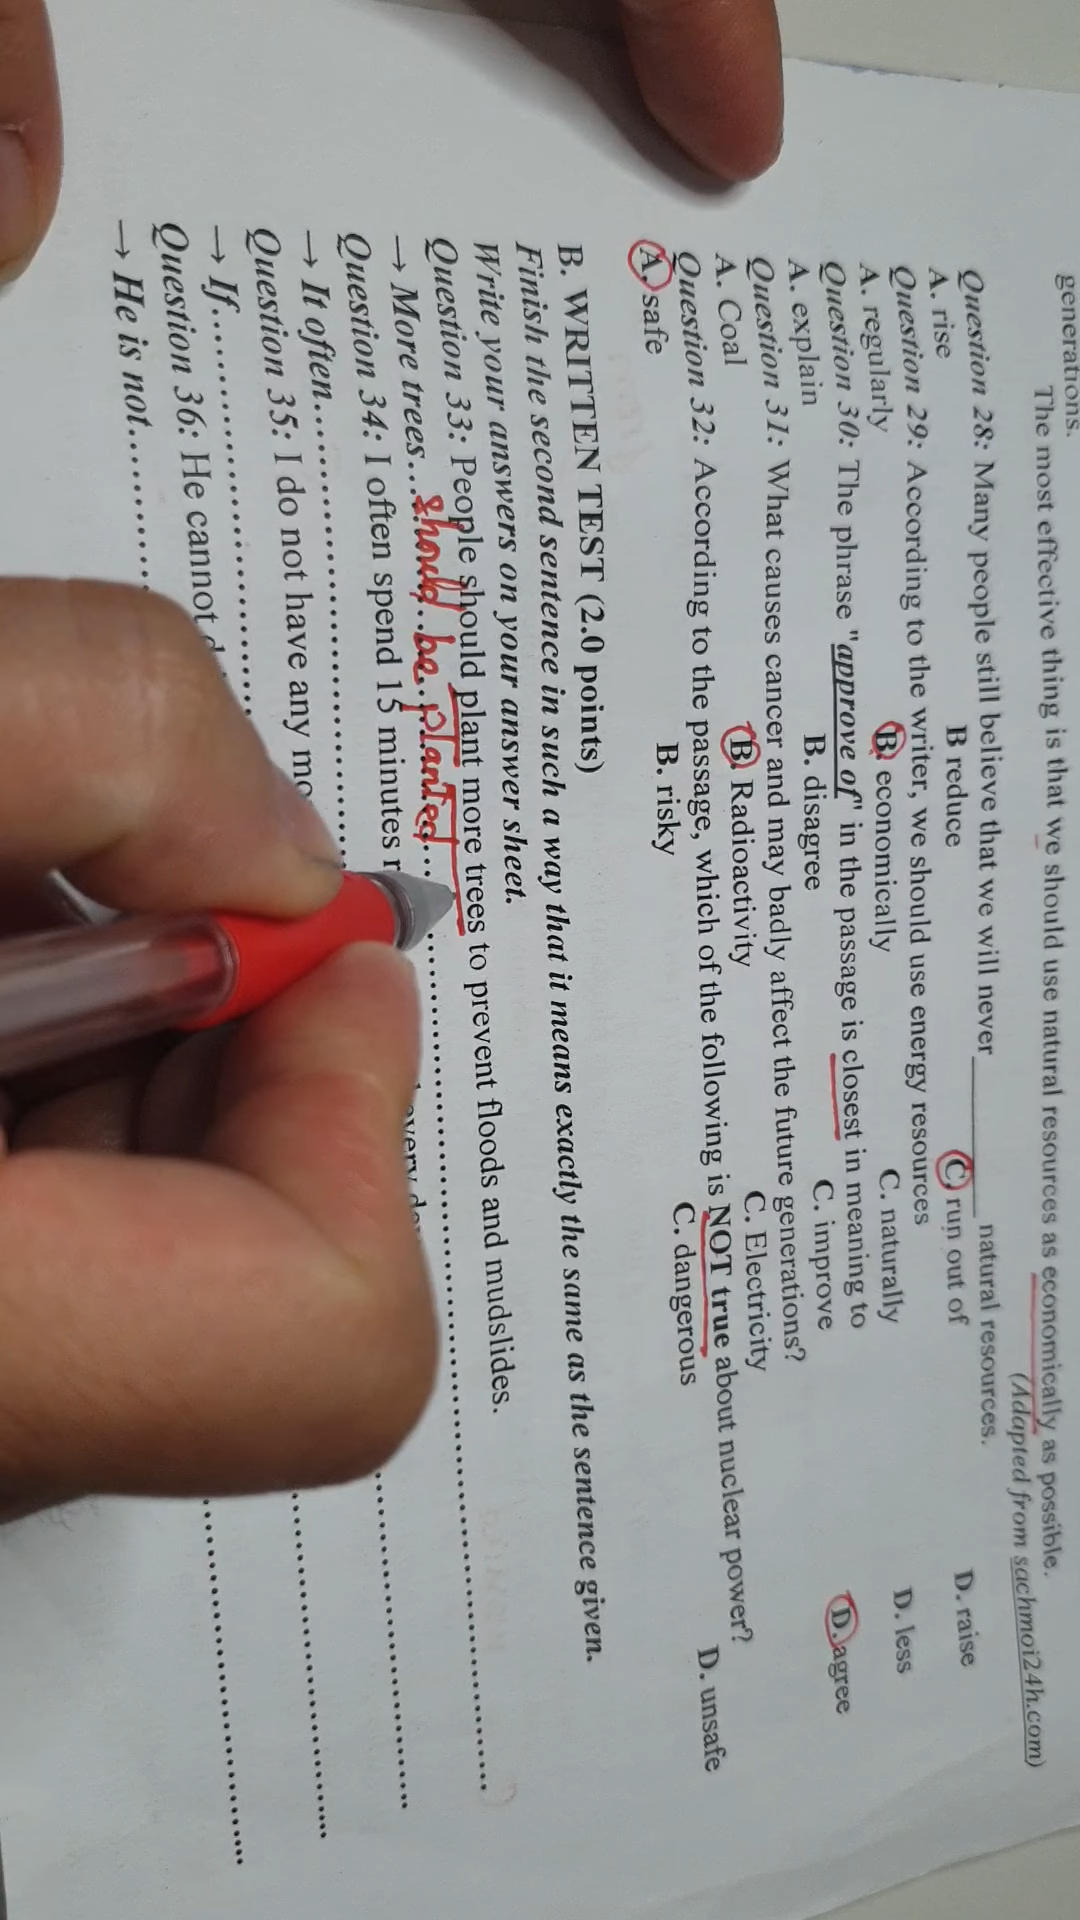 generations.
The most effective thing is that we should use natural resources as economically as possible.
(Adapted from sachmoi24h.com)
Question 28: Many people still believe that we will never________ natural resources.
A. rise B reduce C. run out of D. raise
Question 29: According to the writer, we should use energy resources
A. regularly B. economically C. naturally D. less
Question 30: The phrase "approve of" in the passage is closest in meaning to
A. explain B. disagree C. improve D. agree
Question 31: What causes cancer and may badly affect the future generations?
A. Coal B. Radioactivity C. Electricity
Question 32: According to the passage, which of the following is NOT true about nuclear power?
A. safe B. risky C. dangerous D. unsafe
B. WRITTEN TEST (2.0 points)
Finish the second sentence in such a way that it means exactly the same as the sentence given.
Write your answers on your answer sheet.
Question 33: People should plant more trees to prevent floods and mudslides.
→ More trees... should be planted ...
Question 34: I often spend 15 minutes every
→ It often...
Question 35: I do not have any
→ If...
Question 36: He cannot
→ He is not...